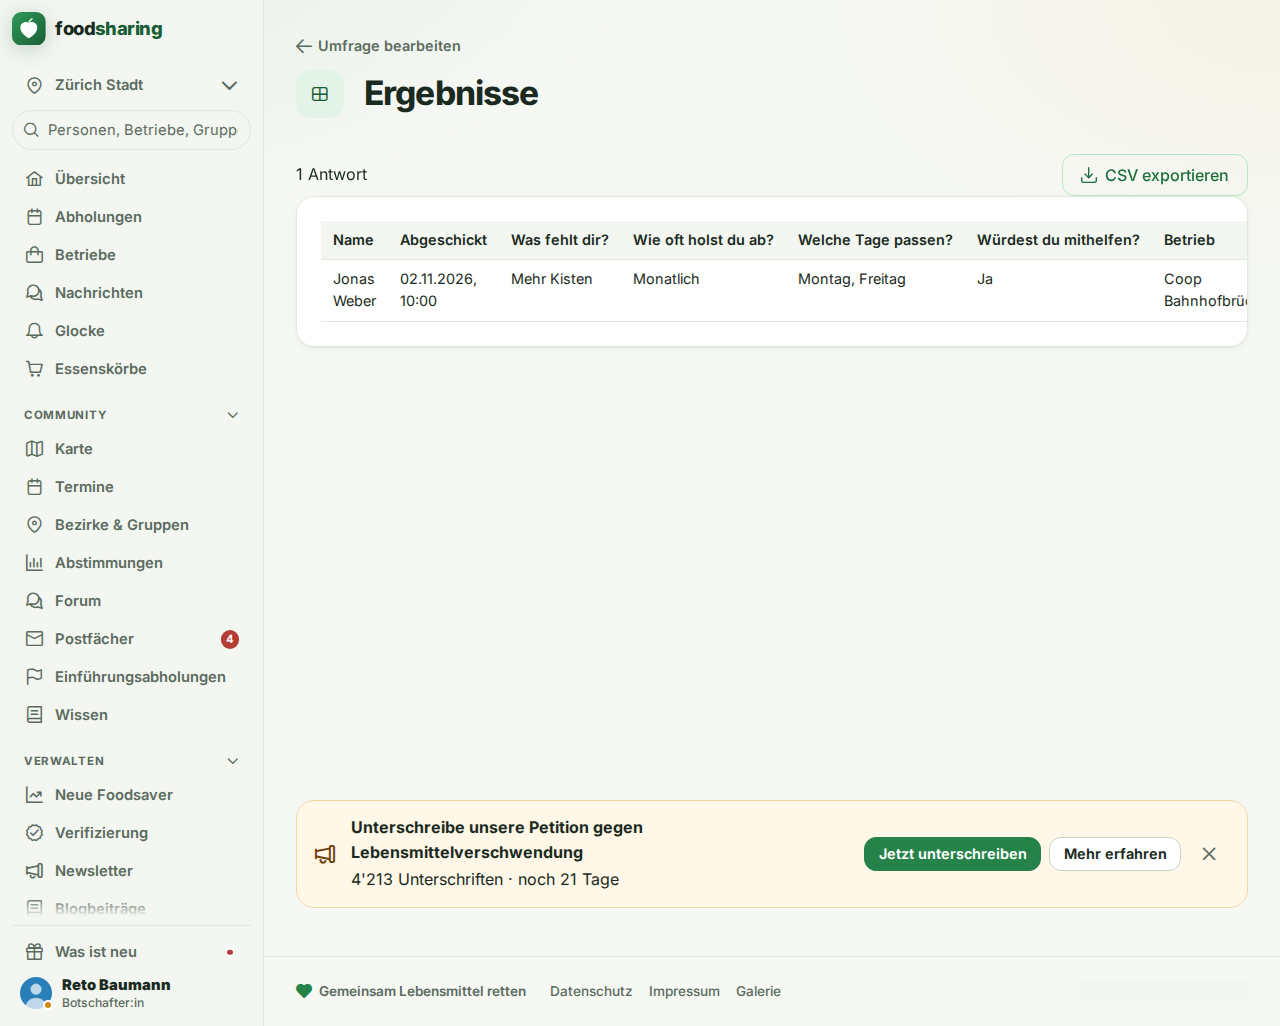 foodsharing
Zürich Stadt
Personen, Betriebe, Grupp
Übersicht
Abholungen
Betriebe
Nachrichten
Glocke
Essenskörbe
COMMUNITY
Karte
Termine
Bezirke & Gruppen
Abstimmungen
Forum
Postfächer 4
Einführungsabholungen
Wissen
VERWALTEN
Neue Foodsaver
Verifizierung
Newsletter
Blogbeiträge
Was ist neu
Reto Baumann
Botschafter:in
Umfrage bearbeiten
Ergebnisse
1 Antwort
CSV exportieren
Name Abgeschickt Was fehlt dir? Wie oft holst du ab? Welche Tage passen? Würdest du mithelfen? Betrieb
Jonas 02.11.2026, Mehr Kisten Monatlich Montag, Freitag Ja Coop
Weber 10:00 Bahnhofbrü
Unterschreibe unsere Petition gegen
Lebensmittelverschwendung
4'213 Unterschriften · noch 21 Tage
Jetzt unterschreiben
Mehr erfahren
Gemeinsam Lebensmittel retten Datenschutz Impressum Galerie